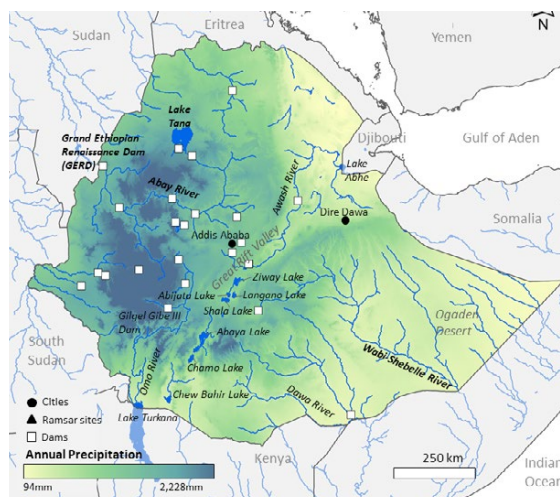 Eritrea
Sudan
Yemen
N
Lake
Tana
Grand Ethiopian
Renaissance Dam
(GERD)
Djibouti
Gulf of Aden
Lake
Abhe
Abay River
Awash River
Dire Dawa
Addis Ababa
Great Rift Valley
Somalia
Ziway Lake
Abijata Lake
Langano Lake
Shala Lake
Gilgel Gibe III
Dam
Abaya Lake
Ogaden
Desert
South
Sudan
Omo River
Chamo Lake
Wabi Shebelle River
Chew Bahir Lake
Dawa River
Cities
Ramsar sites
Dams
Lake Turkana
Annual Precipitation
94mm
2,228mm
Kenya
250 km
Indian
Ocea